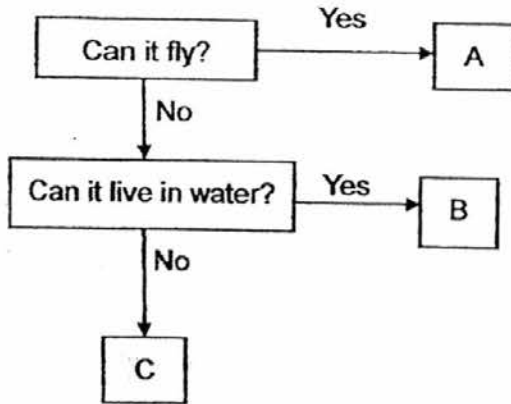 Can it fly?
Yes
A
No
Can it live in water?
Yes
B
No
C